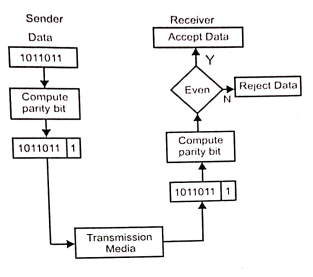 Sender
Data
1011011
Compute
parity bit
1011011 1
Transmission
Media
Receiver
Accept Data
Y
Even
N
Reject Data
Compute
parity bit
1011011 1